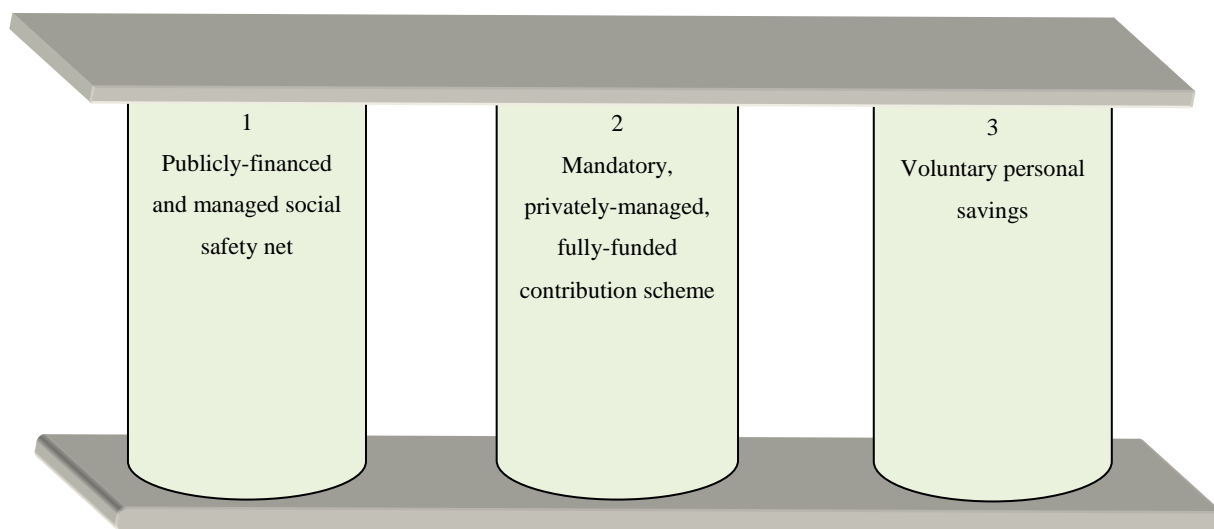 1
Publicly-financed
and managed social
safety net
2
Mandatory,
privately-managed,
fully-funded
contribution scheme
3
Voluntary personal
savings